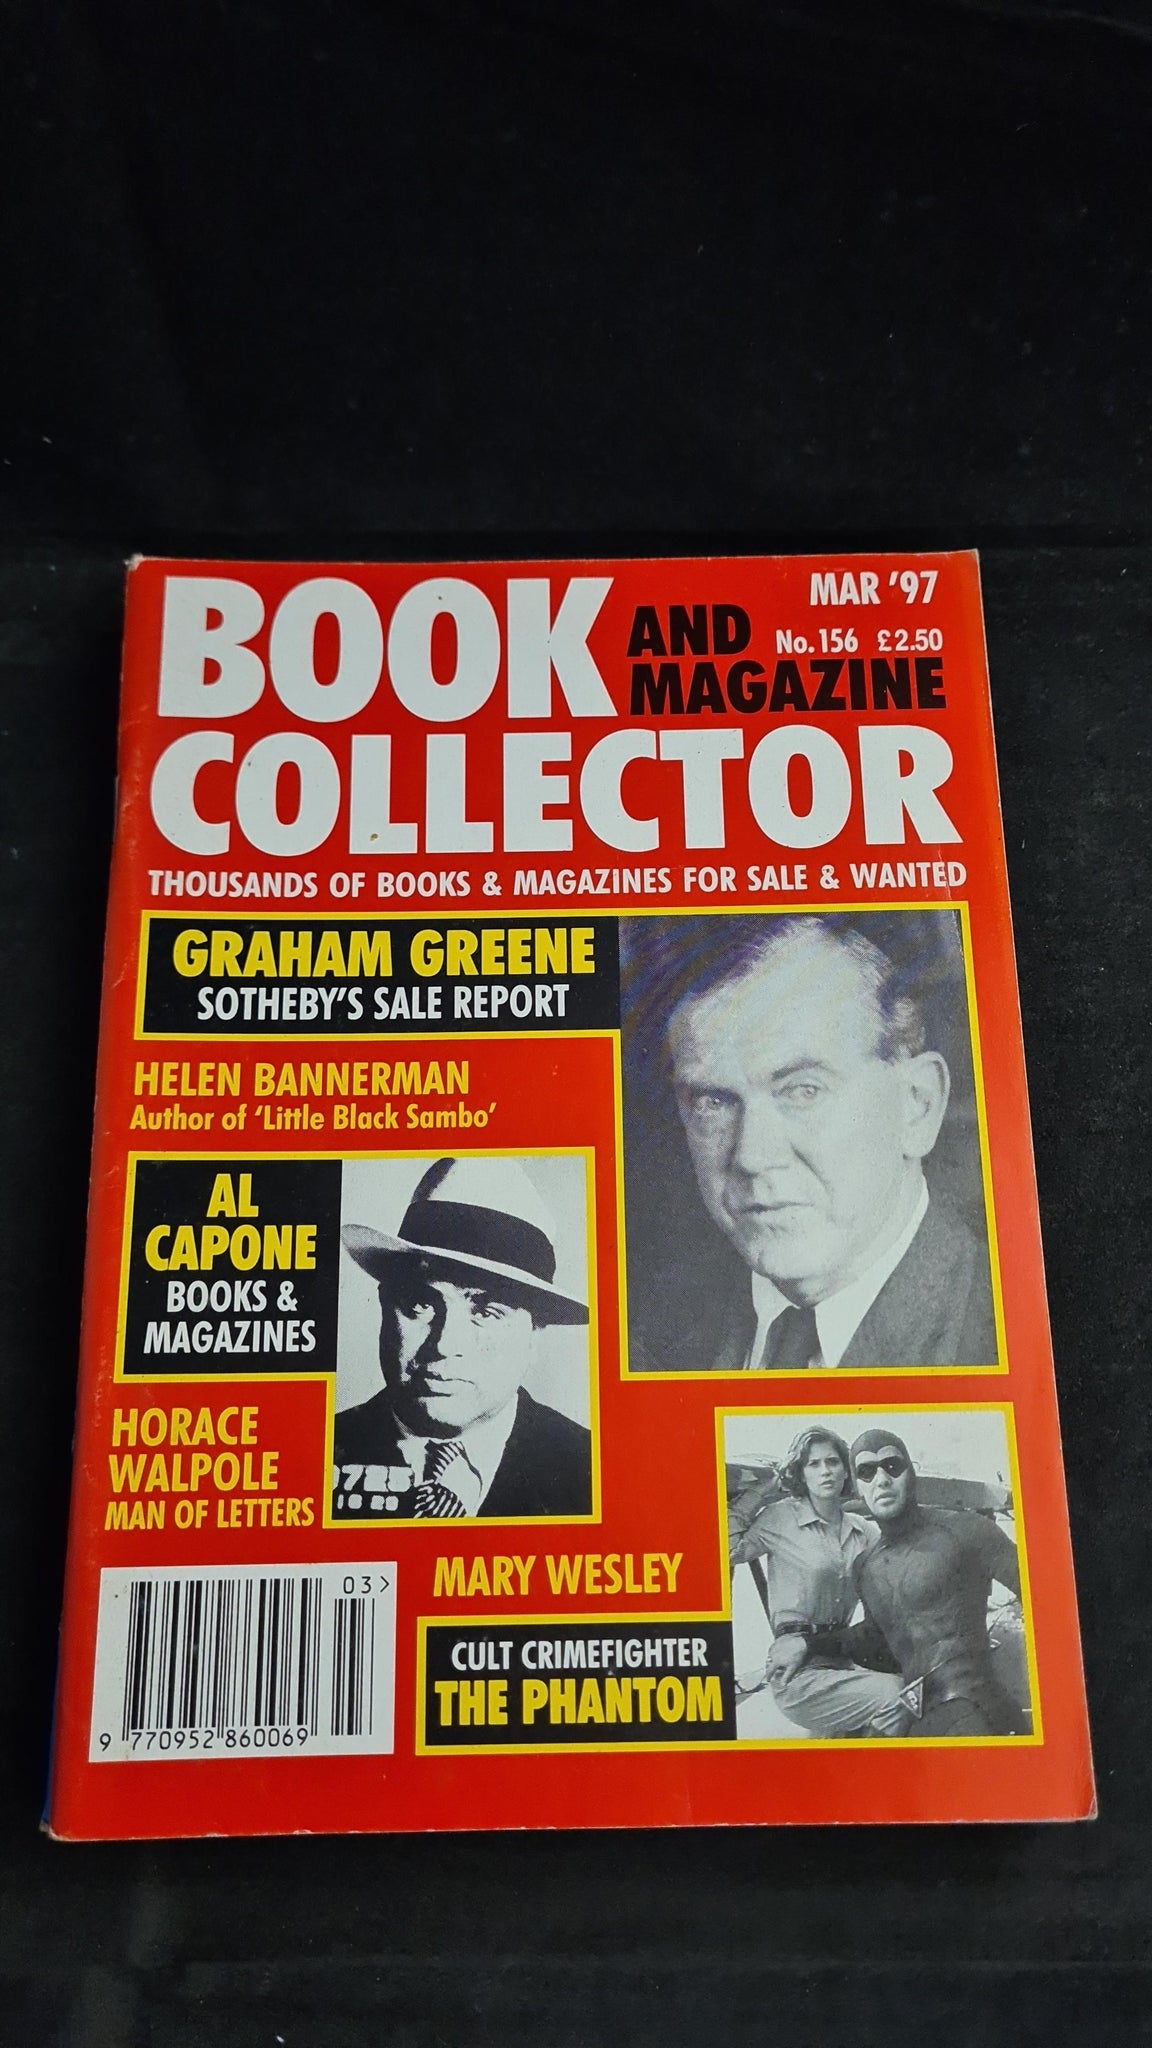 BOOK AND MAGAZINE
COLLECTOR
MAR '97
No. 156 £2.50
THOUSANDS OF BOOKS & MAGAZINES FOR SALE & WANTED
GRAHAM GREENE
SOTHEBY'S SALE REPORT
HELEN BANNERMAN
Author of 'Little Black Sambo'
AL
CAPONE
BOOKS &
MAGAZINES
HORACE
WALPOLE
MAN OF LETTERS
MARY WESLEY
CULT CRIMEFIGHTER
THE PHANTOM
03>
9 770952 860069